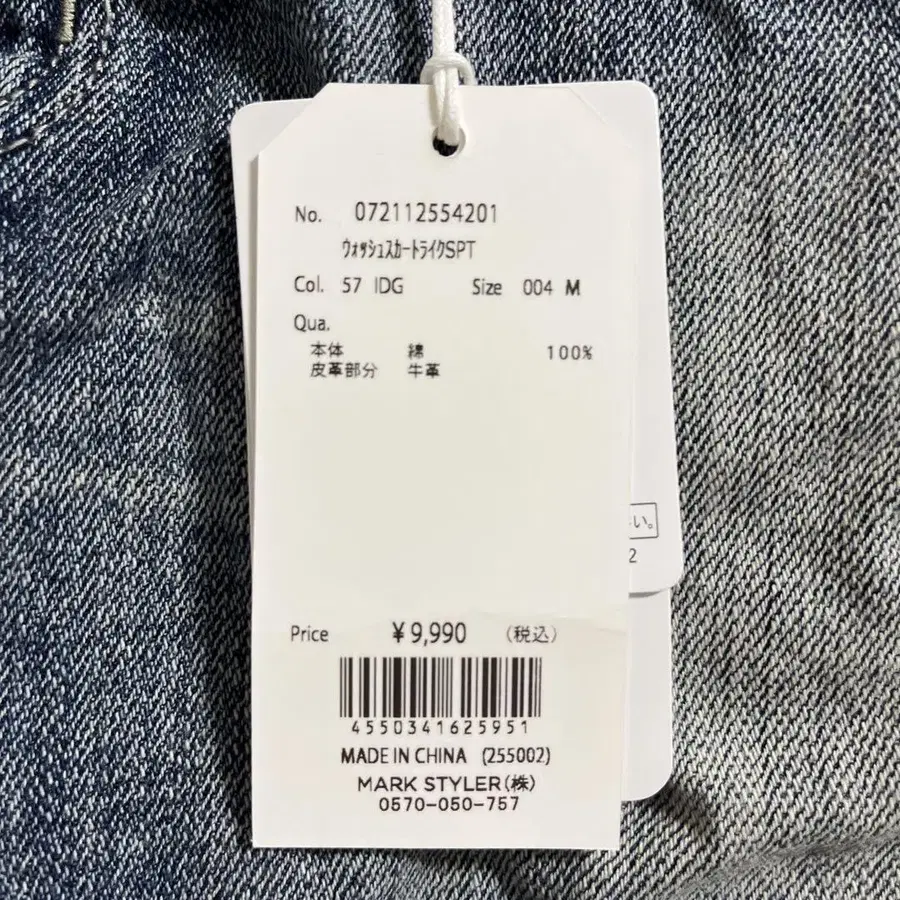 No. 072112554201
ｳｫｯｼｭｽｶｰﾄﾗｲｸSPT
Col. 57 IDG Size 004 M
Qua.
本体 綿 100%
皮革部分 牛革
い。
2
Price ¥9,990 (税込)
4550341625951
MADE IN CHINA (255002)
MARK STYLER(株)
0570-050-757